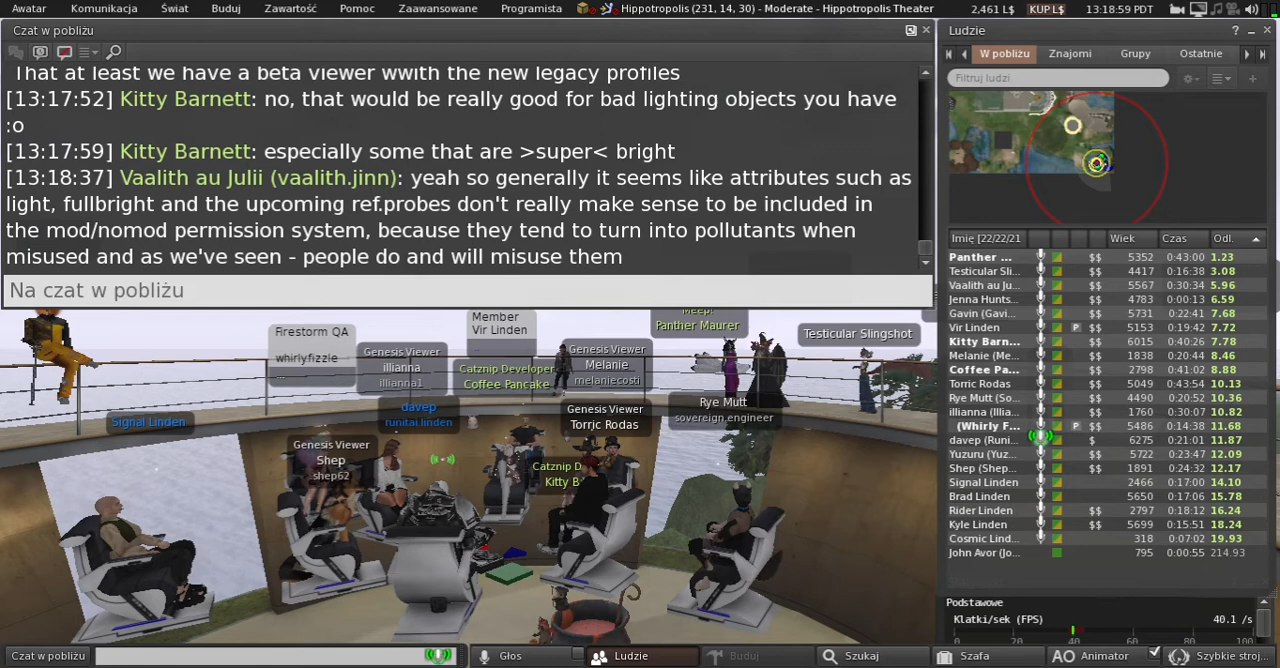 Awatar Komunikacja Świat Buduj Zawartość Pomoc Zaawansowane Programista Hippotropolis (231, 14, 30) - Moderate - Hippotropolis Theater 2,461 L$ KUP L$ 13:18:59 PDT
Czat w pobliżu
That at least we have a beta viewer wwith the new legacy profiles
[13:17:52] Kitty Barnett: no, that would be really good for bad lighting objects you have
:o
[13:17:59] Kitty Barnett: especially some that are >super< bright
[13:18:37] Vaalith au Julii (vaalith.jinn): yeah so generally it seems like attributes such as
light, fullbright and the upcoming ref.probes don't really make sense to be included in
the mod/nomod permission system, because they tend to turn into pollutants when
misused and as we've seen - people do and will misuse them
Na czat w pobliżu
Ludzie
W pobliżu Znajomi Grupy Ostatnie
Filtruj ludzi
Imię [22/22/21 Wiek Czas Odl.
Panther ... $$ 5352 0:43:00 1.23
Testicular Sli... $$ 4417 0:16:38 3.08
Vaalith au Ju... $$ 5567 0:30:34 5.96
Jenna Hunts... $$ 4783 0:00:13 6.59
Gavin (Gavi... $$ 5731 0:22:41 7.68
Vir Linden P $$ 5153 0:19:42 7.72
Kitty Barn... $$ 6015 0:40:26 7.78
Melanie (Me... $$ 1838 0:20:44 8.46
Coffee Pa... $$ 2798 0:41:02 8.88
Torric Rodas $$ 5049 0:43:54 10.13
Rye Mutt (So... $$ 4490 0:20:52 10.36
illianna (Illia... $$ 1760 0:30:07 10.82
(Whirly F... P $$ 5486 0:14:38 11.68
davep (Runi... $ 6275 0:21:01 11.87
Yuzuru (Yuz... $$ 5722 0:23:47 12.09
Shep (Shep... $$ 1891 0:24:32 12.17
Signal Linden 2466 0:17:00 14.10
Brad Linden 5650 0:17:06 15.78
Rider Linden $$ 2797 0:18:12 16.24
Kyle Linden $$ 5699 0:15:51 18.24
Cosmic Lind... 318 0:07:02 19.93
John Avor (Jo... 795 0:00:55 214.93
Podstawowe
Klatki/sek (FPS) 40.1 /s
0 20 40 60 80 100
Firestorm QA
whirlyfizzle
Member
Vir Linden
Meep!
Panther Maurer
Testicular Slingshot
Genesis Viewer
illianna
illianna1
Catznip Developer
Coffee Pancake
Genesis Viewer
Melanie
melaniecosti
Signal Linden
davep
runitai.linden
Genesis Viewer
Torric Rodas
Rye Mutt
sovereign.engineer
Genesis Viewer
Shep
shep62
Catznip D
Kitty B
Czat w pobliżu Głos Ludzie Buduj Szukaj Szafa AO Animator Szybkie stroj...